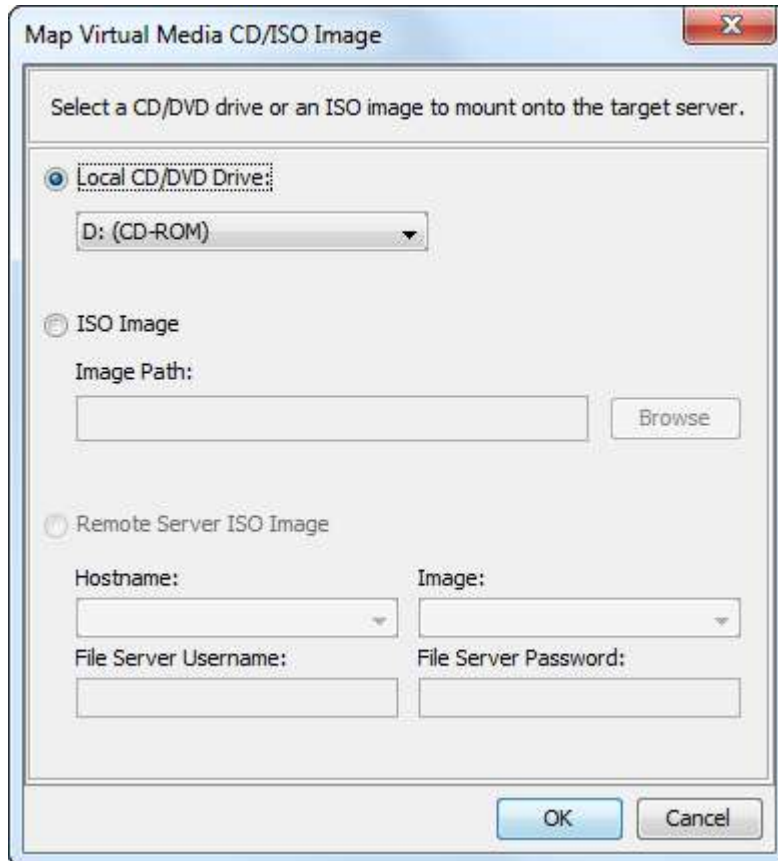 Map Virtual Media CD/ISO Image
Select a CD/DVD drive or an ISO image to mount onto the target server.
Local CD/DVD Drive:
D: (CD-ROM)
ISO Image
Image Path:
Browse
Remote Server ISO Image
Hostname: Image:
File Server Username: File Server Password:
OK Cancel